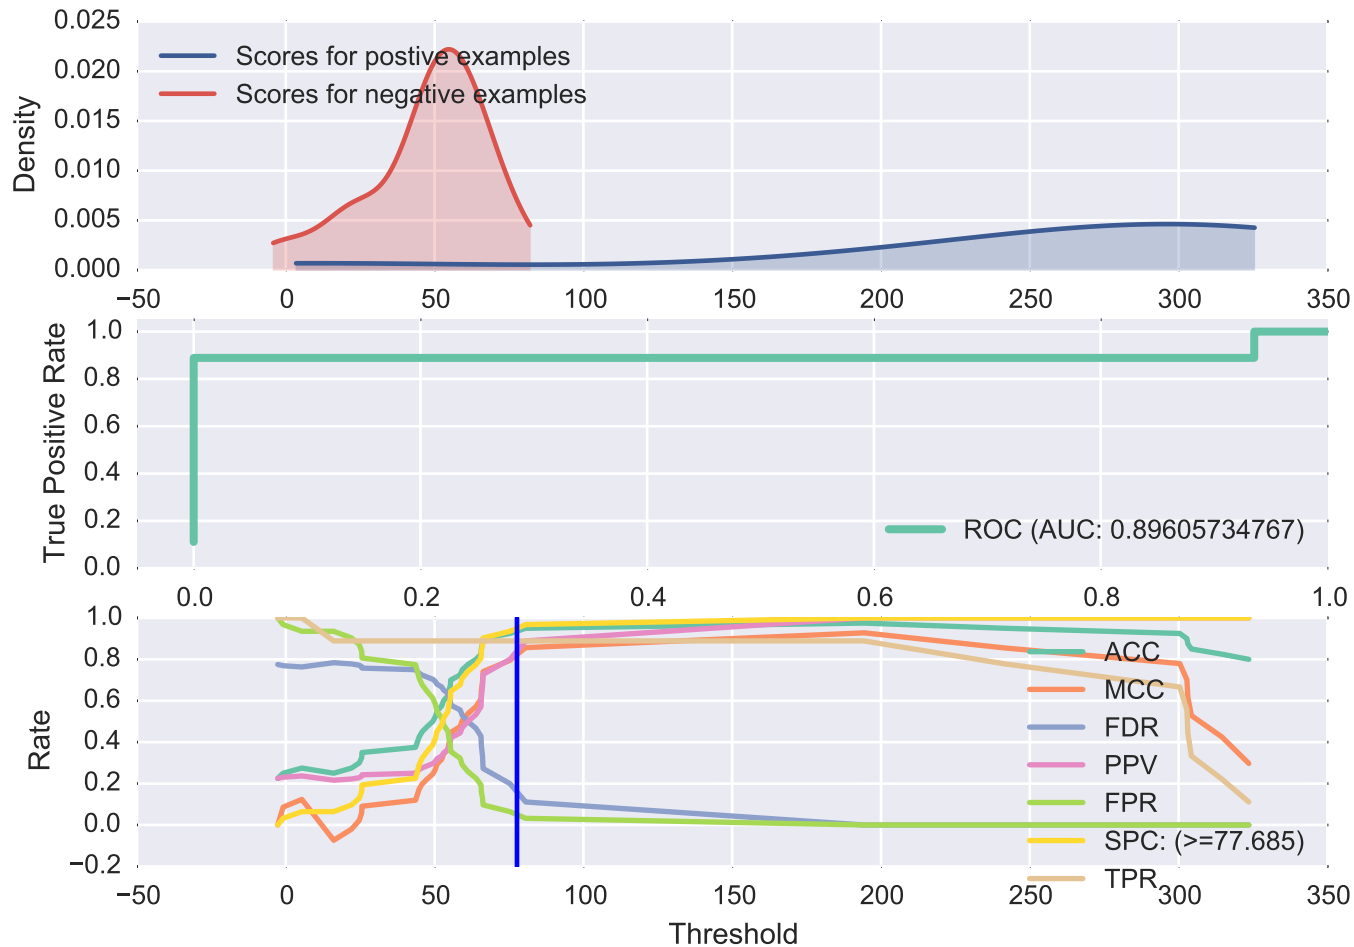 0.025
0.020
0.015
0.010
0.005
0.000
Density
Scores for postive examples
Scores for negative examples
−50 0 50 100 150 200 250 300 350
1.0
0.8
0.6
0.4
0.2
0.0
True Positive Rate
ROC (AUC: 0.89605734767)
0.0 0.2 0.4 0.6 0.8 1.0
1.0
0.8
0.6
0.4
0.2
0.0
−0.2
Rate
ACC
MCC
FDR
PPV
FPR
SPC: (>=77.685)
TPR
−50 0 50 100 150 200 250 300 350
Threshold